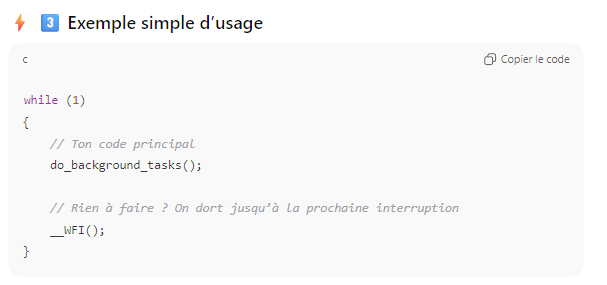 ⚡ 3️⃣ Exemple simple d’usage
c
Copier le code
while (1)
{
// Ton code principal
do_background_tasks();
// Rien à faire ? On dort jusqu’à la prochaine interruption
__WFI();
}